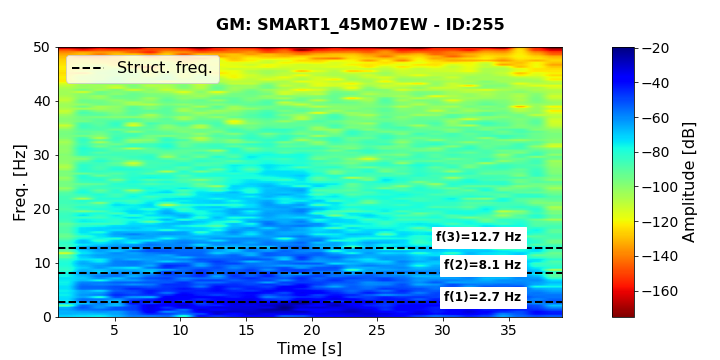 GM: SMART1_45M07EW - ID:255
Struct. freq.
Freq. [Hz]
50
40
30
20
10
0
f(3)=12.7 Hz
f(2)=8.1 Hz
f(1)=2.7 Hz
5 10 15 20 25 30 35
Time [s]
−20
−40
−60
−80
−100
−120
−140
−160
Amplitude [dB]